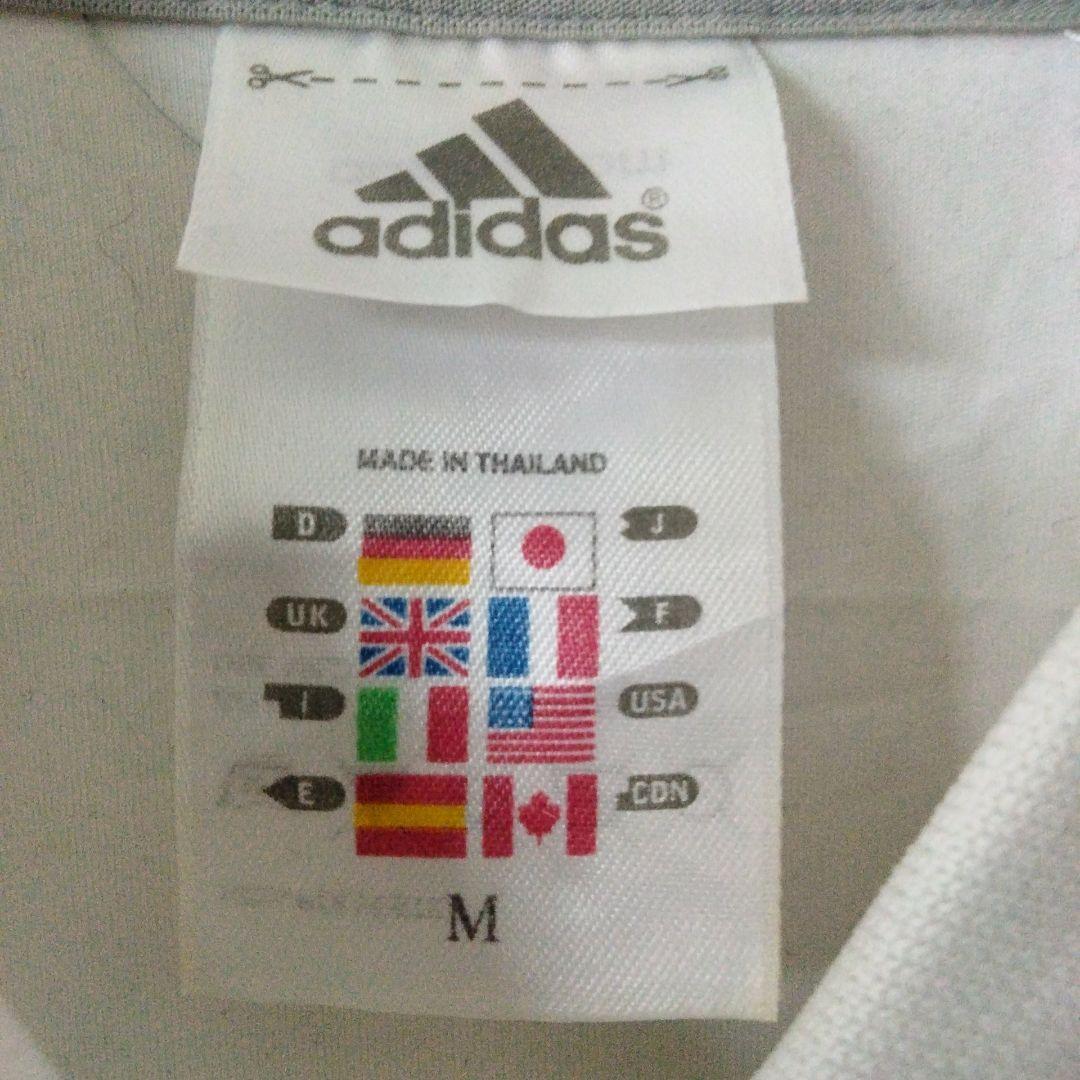 adidas®
MADE IN THAILAND
D J
UK F
I USA
E CDN
M